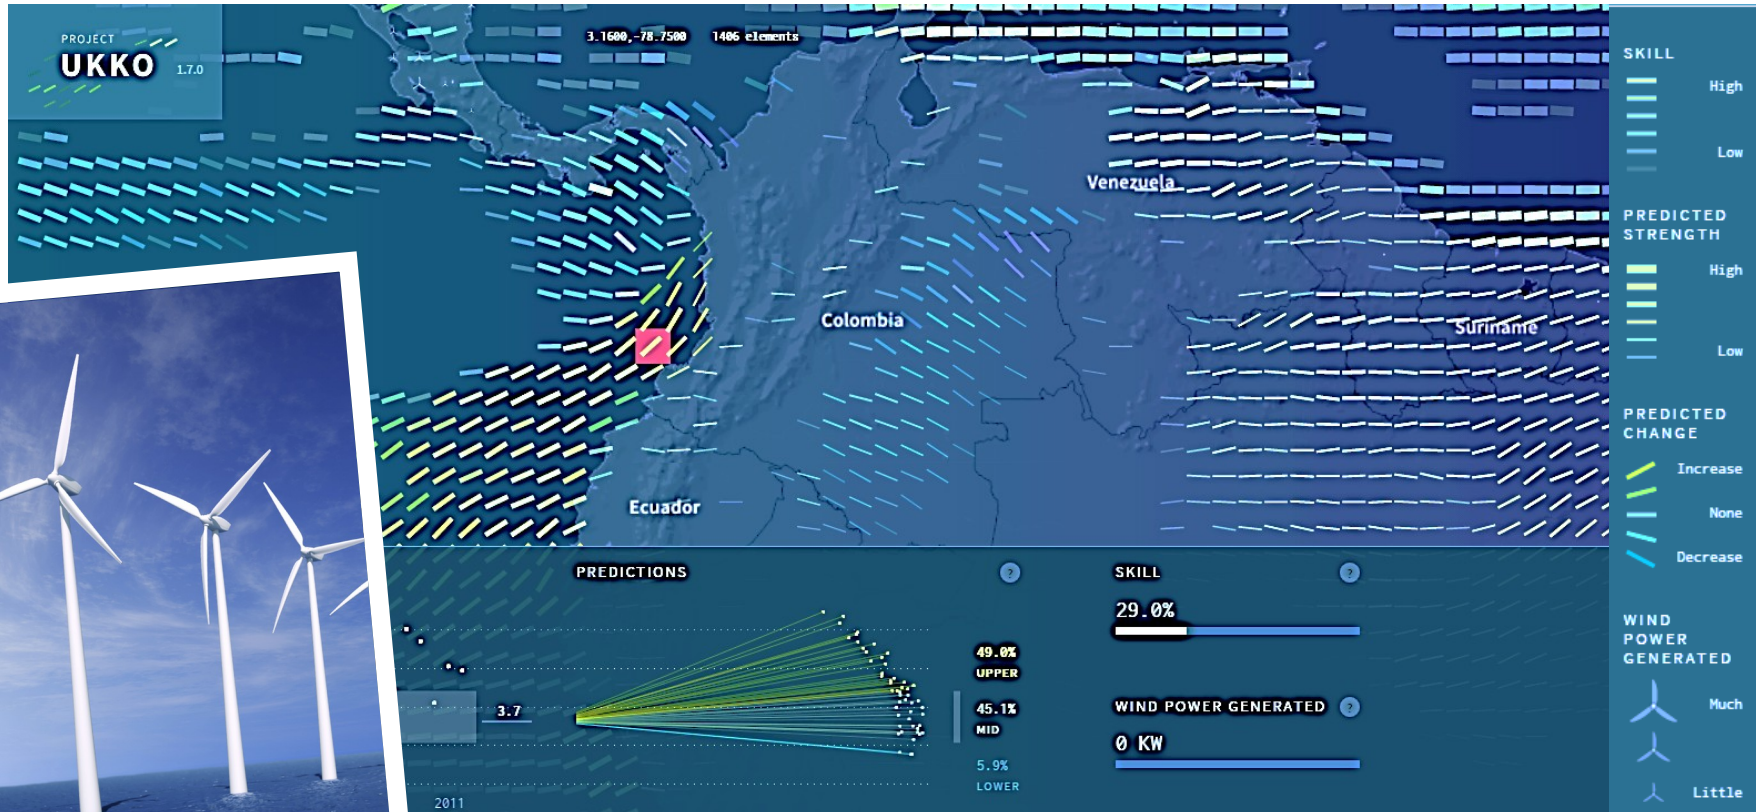 PROJECT
UKKO 1.7.0
3.1600,-78.7500 1406 elements
Venezuela
Colombia
Suriname
Ecuador
SKILL
High
Low
PREDICTED
STRENGTH
High
Low
PREDICTED
CHANGE
Increase
None
Decrease
WIND
POWER
GENERATED
Much
Little
PREDICTIONS ?
3.7
49.0%
UPPER
45.1%
MID
5.9%
LOWER
2011
SKILL ?
29.0%
WIND POWER GENERATED ?
0 KW